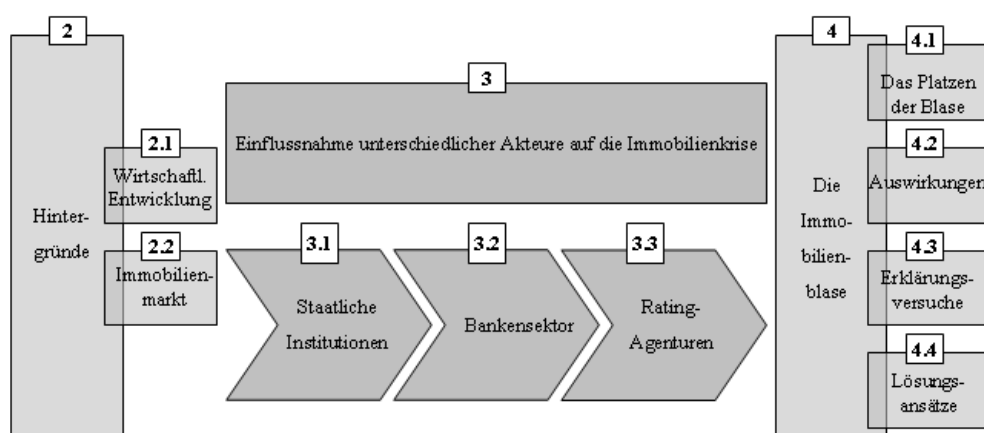 2
Hinter-
gründe
2.1
Wirtschaftl.
Entwicklung
2.2
Immobilien-
markt
3
Einflussnahme unterschiedlicher Akteure auf die Immobilienkrise
3.1
Staatliche
Institutionen
3.2
Bankensektor
3.3
Rating-
Agenturen
4
Die
Immo-
bilien-
blase
4.1
Das Platzen
der Blase
4.2
Auswirkungen
4.3
Erklärungs-
versuche
4.4
Lösungs-
ansätze